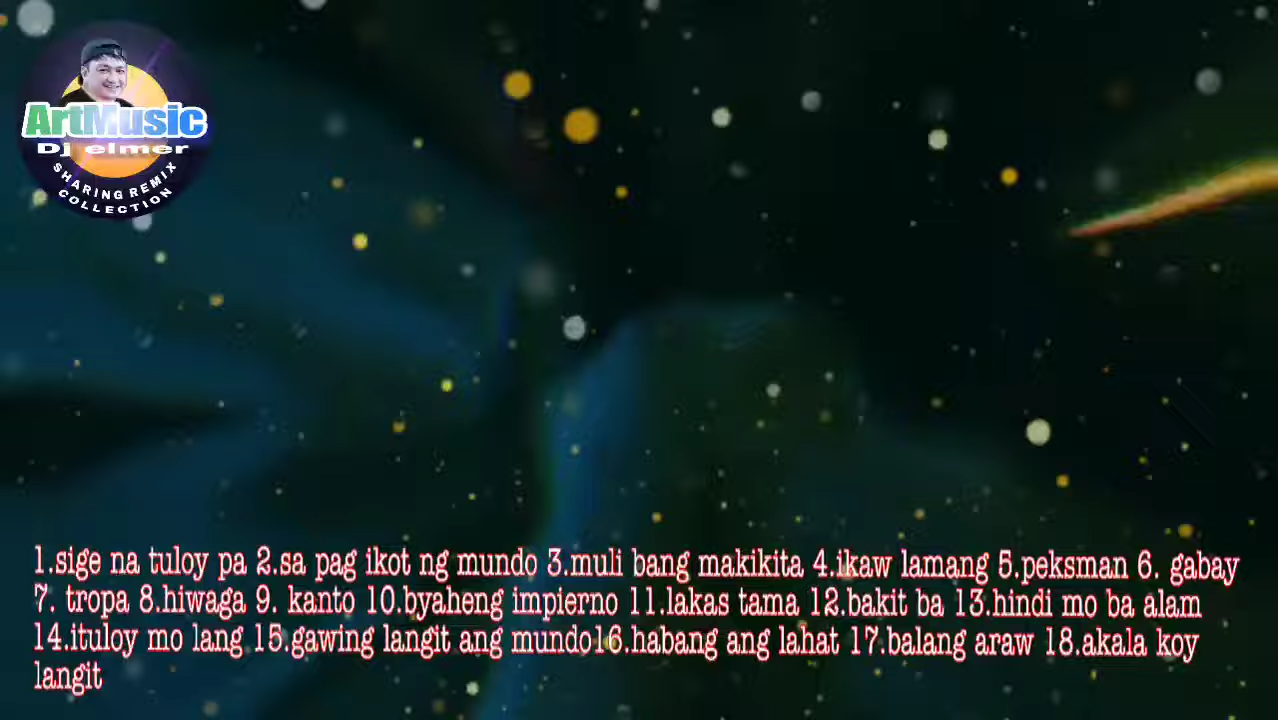 ArtMusic
Dj elmer
SHARING REMIX
COLLECTION
1.sige na tuloy pa 2.sa pag ikot ng mundo 3.muli bang makikita 4.ikaw lamang 5.peksman 6. gabay
7. tropa 8.hiwaga 9. kanto 10.byaheng impierno 11.lakas tama 12.bakit ba 13.hindi mo ba alam
14.ituloy mo lang 15.gawing langit ang mundo16.habang ang lahat 17.balang araw 18.akala koy
langit